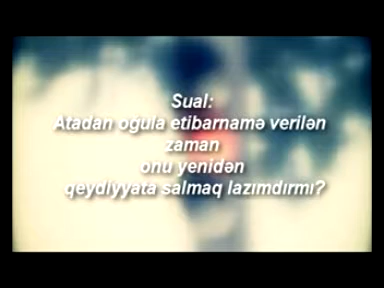 Sual:
Atadan oğula etibarnamə verilən
zaman
onu yenidən
qeydiyyata salmaq lazımdırmı?